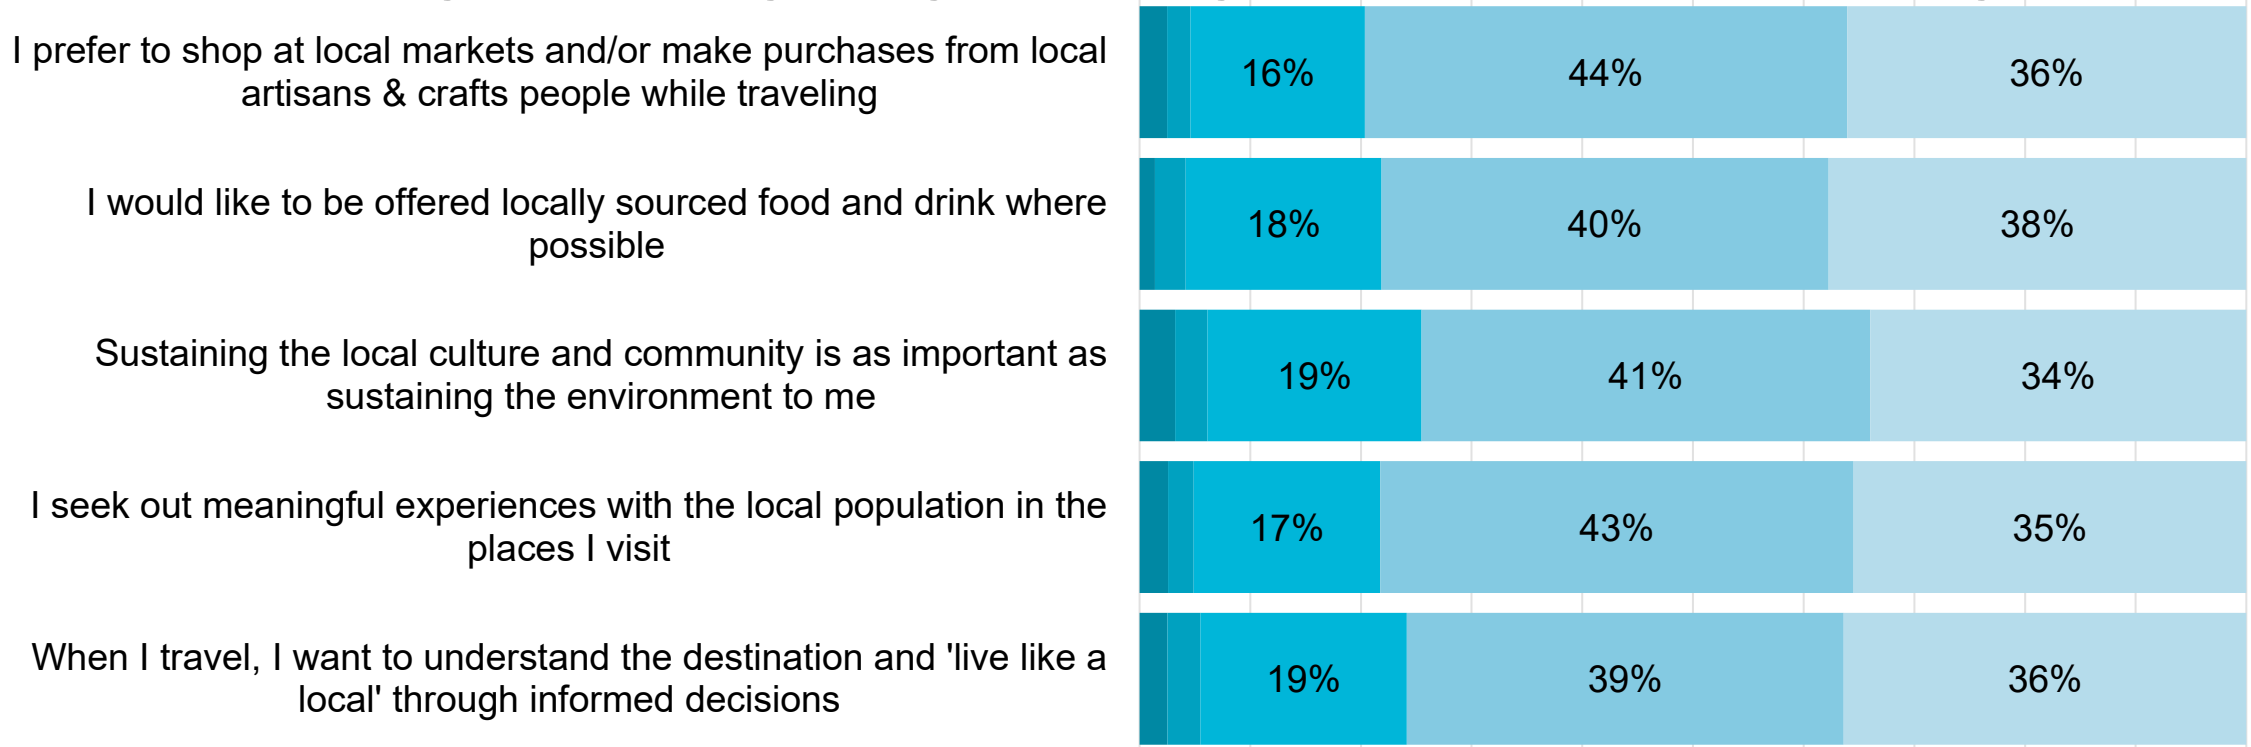 I prefer to shop at local markets and/or make purchases from local
artisans & crafts people while traveling
16%
44%
36%
I would like to be offered locally sourced food and drink where
possible
18%
40%
38%
Sustaining the local culture and community is as important as
sustaining the environment to me
19%
41%
34%
I seek out meaningful experiences with the local population in the
places I visit
17%
43%
35%
When I travel, I want to understand the destination and 'live like a
local' through informed decisions
19%
39%
36%